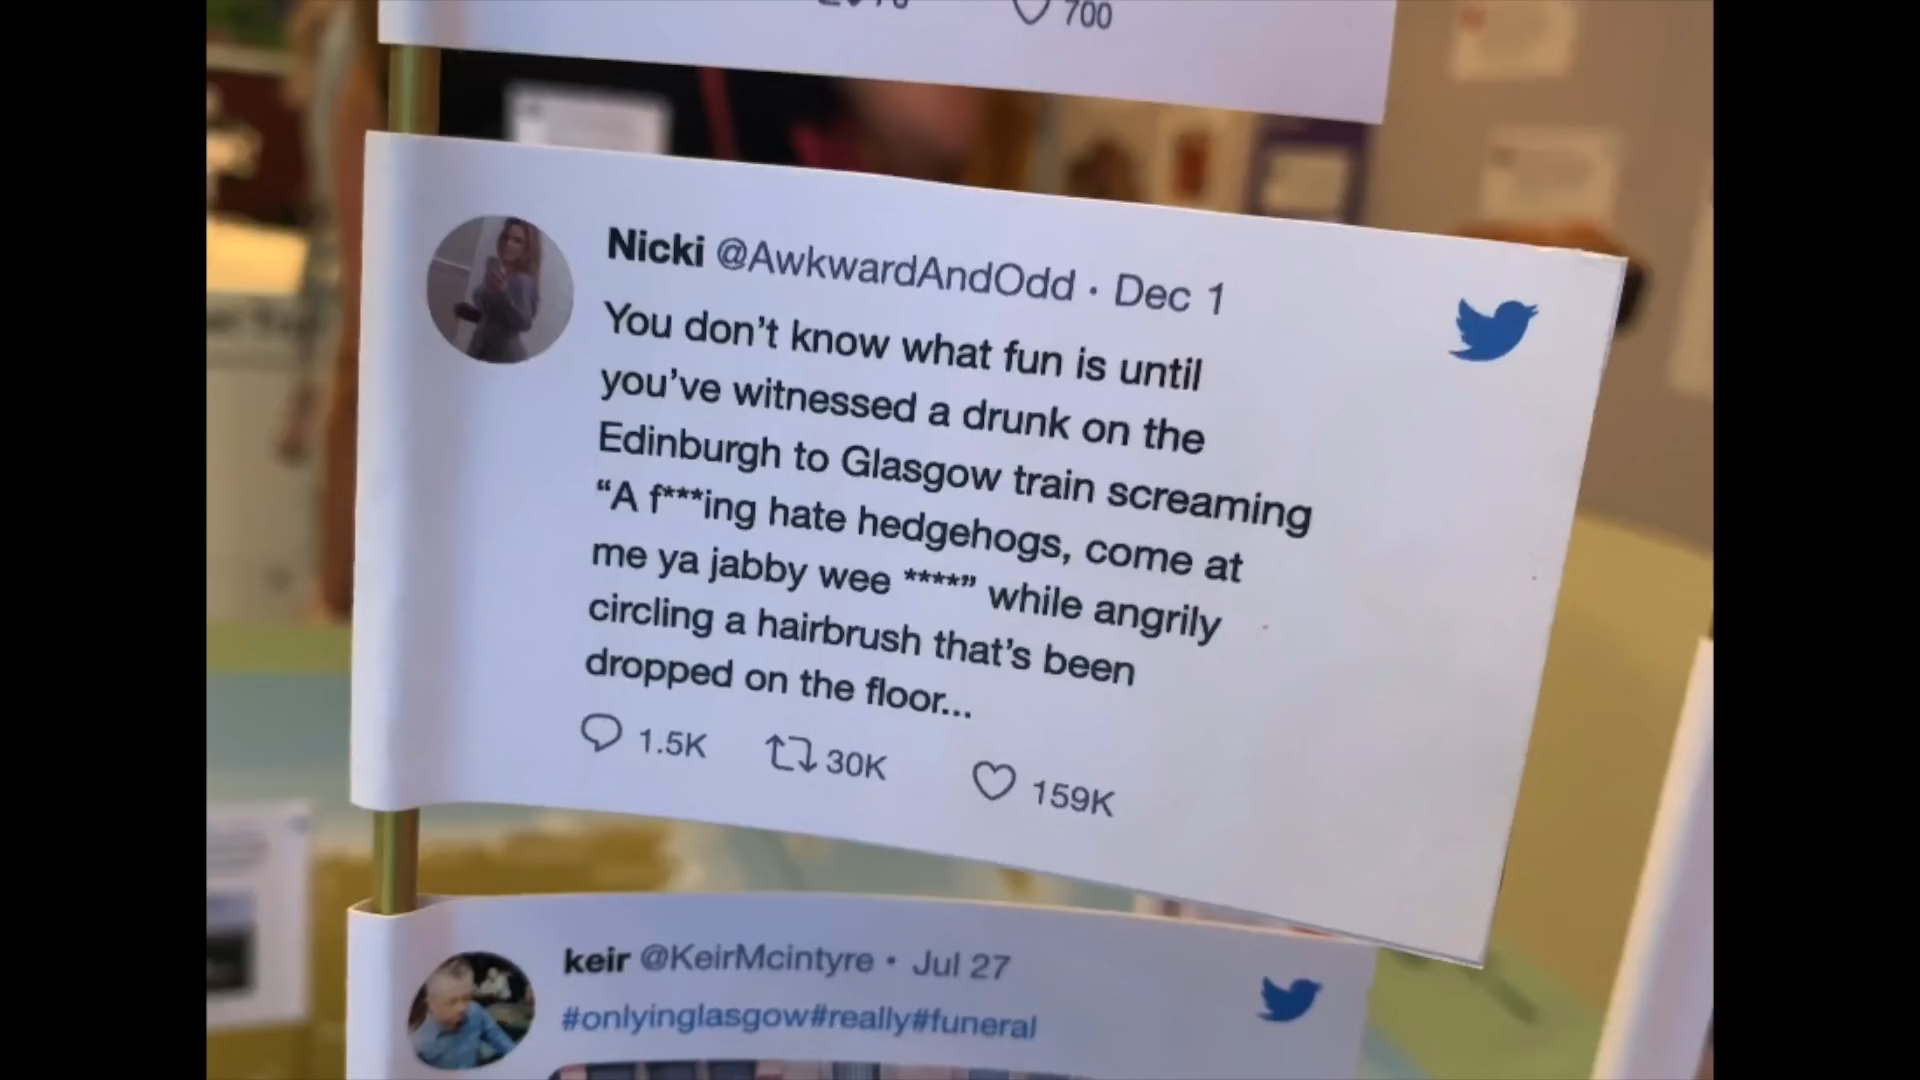 700
Nicki @AwkwardAndOdd · Dec 1
You don't know what fun is until
you've witnessed a drunk on the
Edinburgh to Glasgow train screaming
“A f***ing hate hedgehogs, come at
me ya jabby wee ****” while angrily
circling a hairbrush that's been
dropped on the floor...
1.5K 30K 159K
keir @KeirMcintyre · Jul 27
#onlyinglasgow#really#funeral